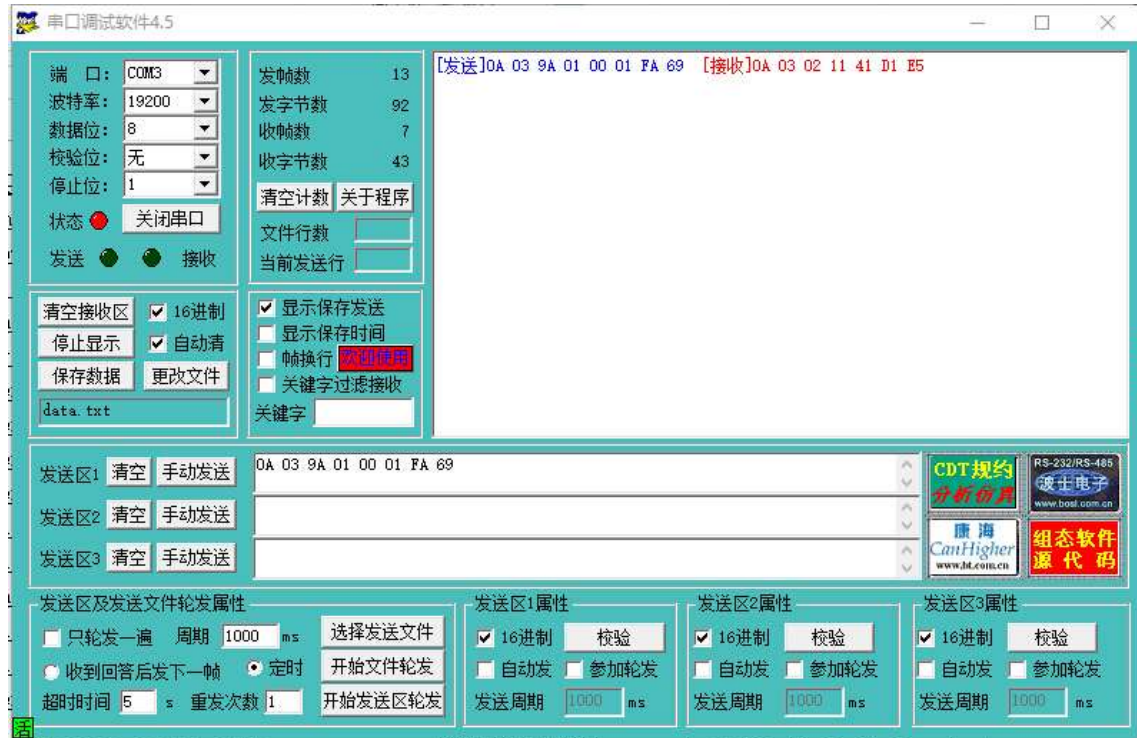 串口调试软件4.5
端 口: COM3
波特率: 19200
数据位: 8
校验位: 无
停止位: 1
状态 关闭串口
发送 接收
发帧数 13
发字节数 92
收帧数 7
收字节数 43
清空计数 关于程序
文件行数
当前发送行
[发送]0A 03 9A 01 00 01 FA 69 [接收]0A 03 02 11 41 D1 E5
清空接收区 16进制
停止显示 自动清
保存数据 更改文件
data.txt
显示保存发送
显示保存时间
帧换行 欢迎使用
关键字过滤接收
关键字
发送区1 清空 手动发送 0A 03 9A 01 00 01 FA 69
发送区2 清空 手动发送
发送区3 清空 手动发送
CDT规约
分析仿真
RS-232/RS-485
波士电子
www.bosi.com.cn
康海
CanHigher
www.ht.com.cn
组态软件
源代码
发送区及发送文件轮发属性
只轮发一遍 周期 1000 ms 选择发送文件
收到回答后发下一帧 定时 开始文件轮发
超时时间 5 s 重发次数 1 开始发送区轮发
发送区1属性
16进制 校验
自动发 参加轮发
发送周期 1000 ms
发送区2属性
16进制 校验
自动发 参加轮发
发送周期 1000 ms
发送区3属性
16进制 校验
自动发 参加轮发
发送周期 1000 ms
活